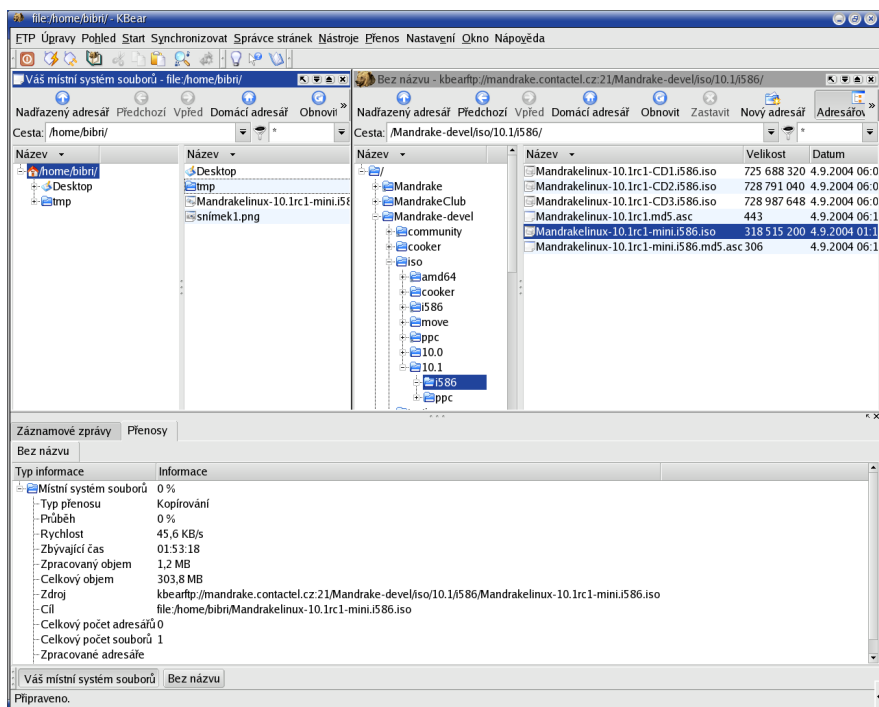 file:/home/bibri/ - KBear
FTP Úpravy Pohled Start Synchronizovat Správce stránek Nástroje Přenos Nastavení Okno Nápověda
Váš místní systém souborů - file:/home/bibri/
Nadřazený adresář Předchozí Vpřed Domácí adresář Obnovit »
Cesta: /home/bibri/ *
Název
/home/bibri/
Desktop
tmp
Název
Desktop
tmp
Mandrakelinux-10.1rc1-mini.i58
snímek1.png
Bez názvu - kbearftp://mandrake.contactel.cz:21/Mandrake-devel/iso/10.1/i586/
Nadřazený adresář Předchozí Vpřed Domácí adresář Obnovit Zastavit Nový adresář Adresářov »
Cesta: /Mandrake-devel/iso/10.1/i586/ *
Název
/
Mandrake
MandrakeClub
Mandrake-devel
community
cooker
iso
amd64
cooker
i586
move
ppc
10.0
10.1
i586
ppc
Název Velikost Datum
Mandrakelinux-10.1rc1-CD1.i586.iso 725 688 320 4.9.2004 06:0
Mandrakelinux-10.1rc1-CD2.i586.iso 728 791 040 4.9.2004 06:0
Mandrakelinux-10.1rc1-CD3.i586.iso 728 987 648 4.9.2004 06:0
Mandrakelinux-10.1rc1.md5.asc 443 4.9.2004 06:1
Mandrakelinux-10.1rc1-mini.i586.iso 318 515 200 4.9.2004 01:1
Mandrakelinux-10.1rc1-mini.i586.md5.asc 306 4.9.2004 06:1
Záznamové zprávy Přenosy
Bez názvu
Typ informace Informace
Místní systém souborů 0 %
Typ přenosu Kopírování
Průběh 0 %
Rychlost 45,6 KB/s
Zbývající čas 01:53:18
Zpracovaný objem 1,2 MB
Celkový objem 303,8 MB
Zdroj kbearftp://mandrake.contactel.cz:21/Mandrake-devel/iso/10.1/i586/Mandrakelinux-10.1rc1-mini.i586.iso
Cíl file:/home/bibri/Mandrakelinux-10.1rc1-mini.i586.iso
Celkový počet adresářů 0
Celkový počet souborů 1
Zpracované adresáře
Váš místní systém souborů Bez názvu
Připraveno.